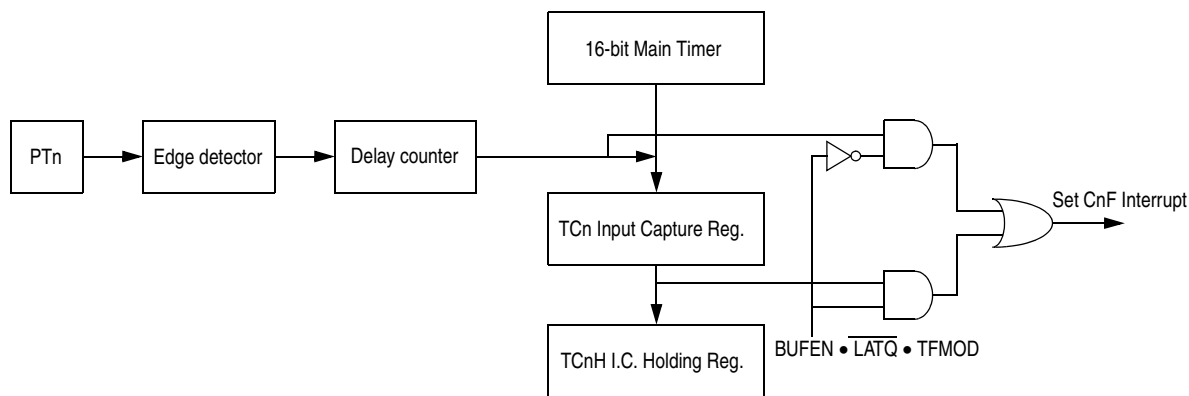 16-bit Main Timer
PTn
Edge detector
Delay counter
Set CnF Interrupt
TCn Input Capture Reg.
BUFEN • LATQ • TFMOD
TCnH I.C. Holding Reg.